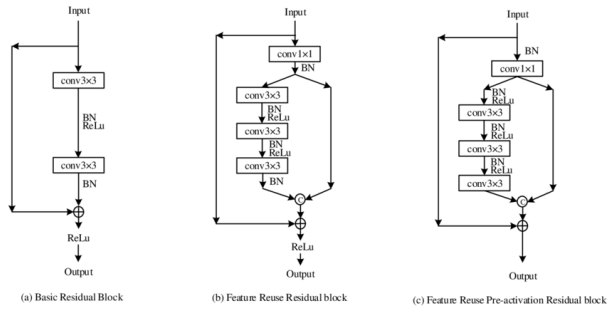 Input
conv3×3
BN
ReLu
conv3×3
BN
ReLu
Output
(a) Basic Residual Block
Input
conv1×1
BN
conv3×3
BN
ReLu
conv3×3
BN
ReLu
conv3×3
BN
c
ReLu
Output
(b) Feature Reuse Residual block
Input
BN
conv1×1
BN
ReLu
conv3×3
BN
ReLu
conv3×3
BN
ReLu
conv3×3
c
Output
(c) Feature Reuse Pre-activation Residual block